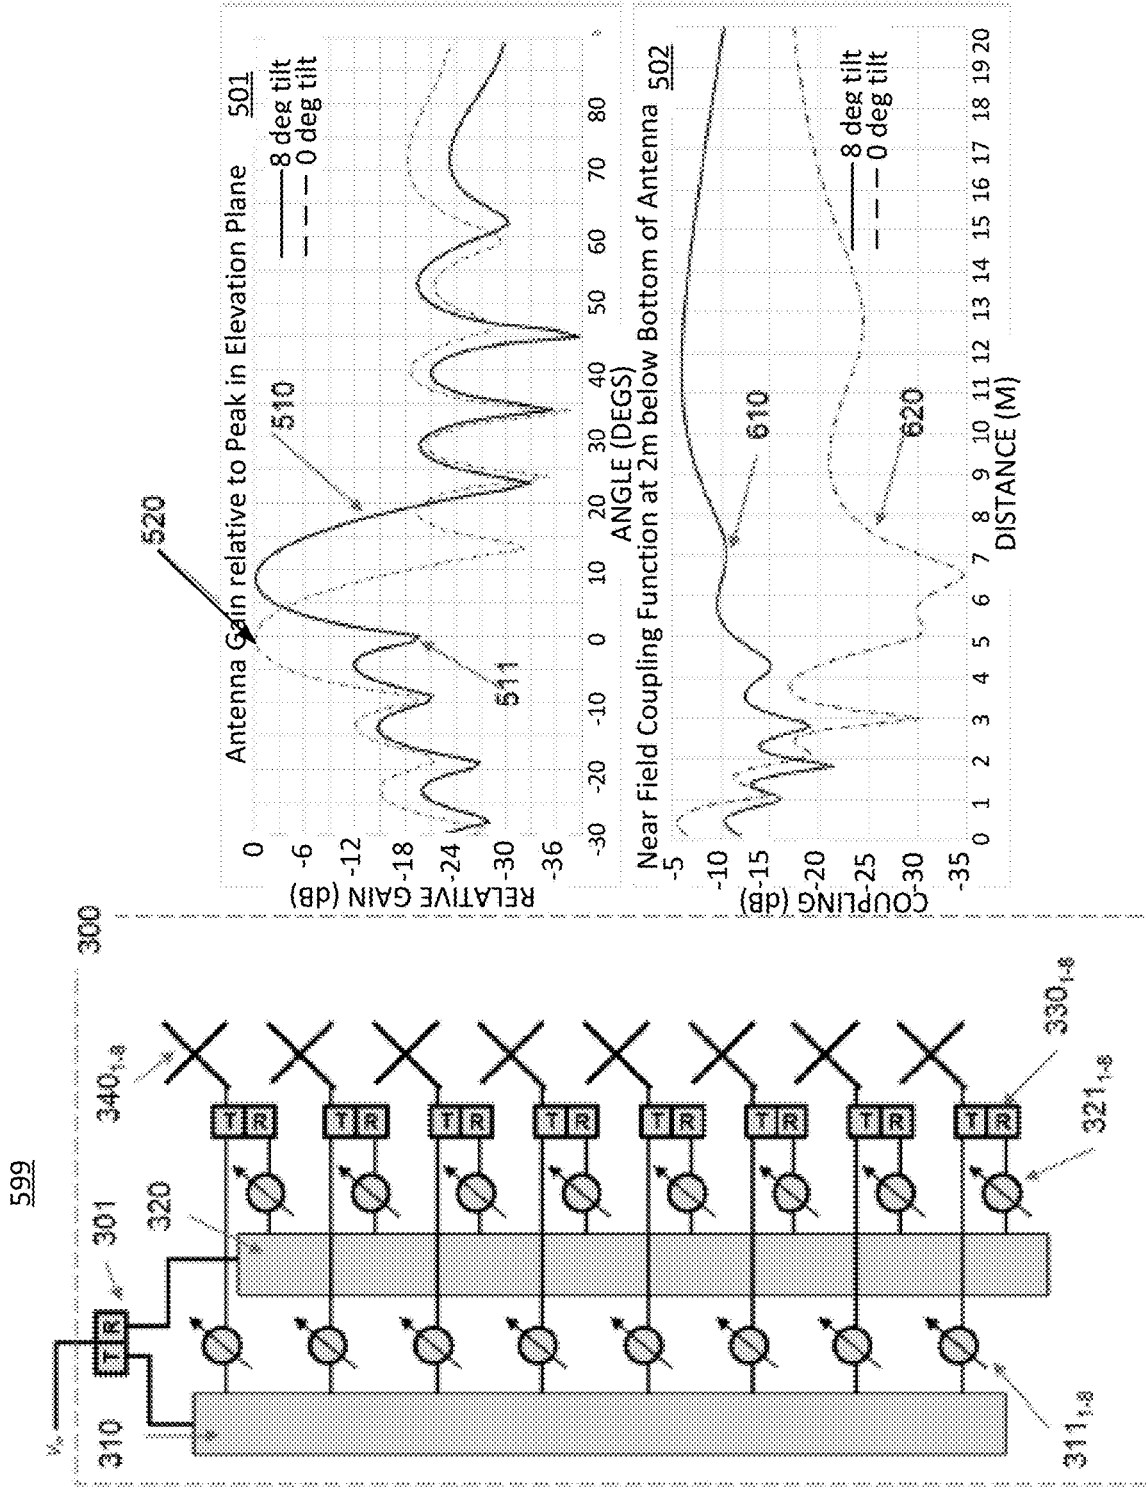 599
300
V
310
301
T R
320
340₁₋₈
T
R
T
R
T
R
T
R
T
R
T
R
T
R
T
R
311₁₋₈
321₁₋₈
330₁₋₈
520
Antenna Gain relative to Peak in Elevation Plane
501
8 deg tilt
0 deg tilt
510
511
0
-6
-12
-18
-24
-30
-36
RELATIVE GAIN (dB)
-30 -20 -10 0 10 20 30 40 50 60 70 80
ANGLE (DEGS)
Near Field Coupling Function at 2m below Bottom of Antenna
502
8 deg tilt
0 deg tilt
610
620
-5
-10
-15
-20
-25
-30
-35
COUPLING (dB)
0 1 2 3 4 5 6 7 8 9 10 11 12 13 14 15 16 17 18 19 20
DISTANCE (M)